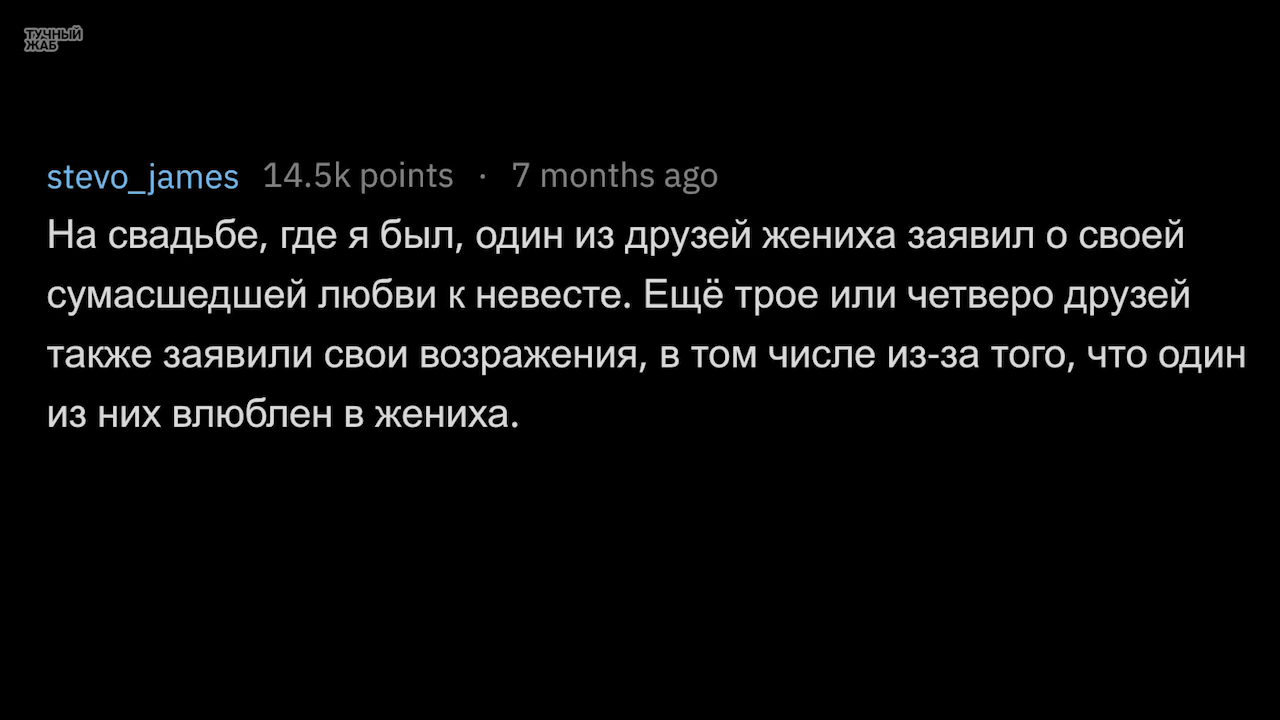 ТУЧНЫЙ
ЖАБ
stevo_james 14.5k points · 7 months ago
На свадьбе, где я был, один из друзей жениха заявил о своей
сумасшедшей любви к невесте. Ещё трое или четверо друзей
также заявили свои возражения, в том числе из-за того, что один
из них влюблен в жениха.